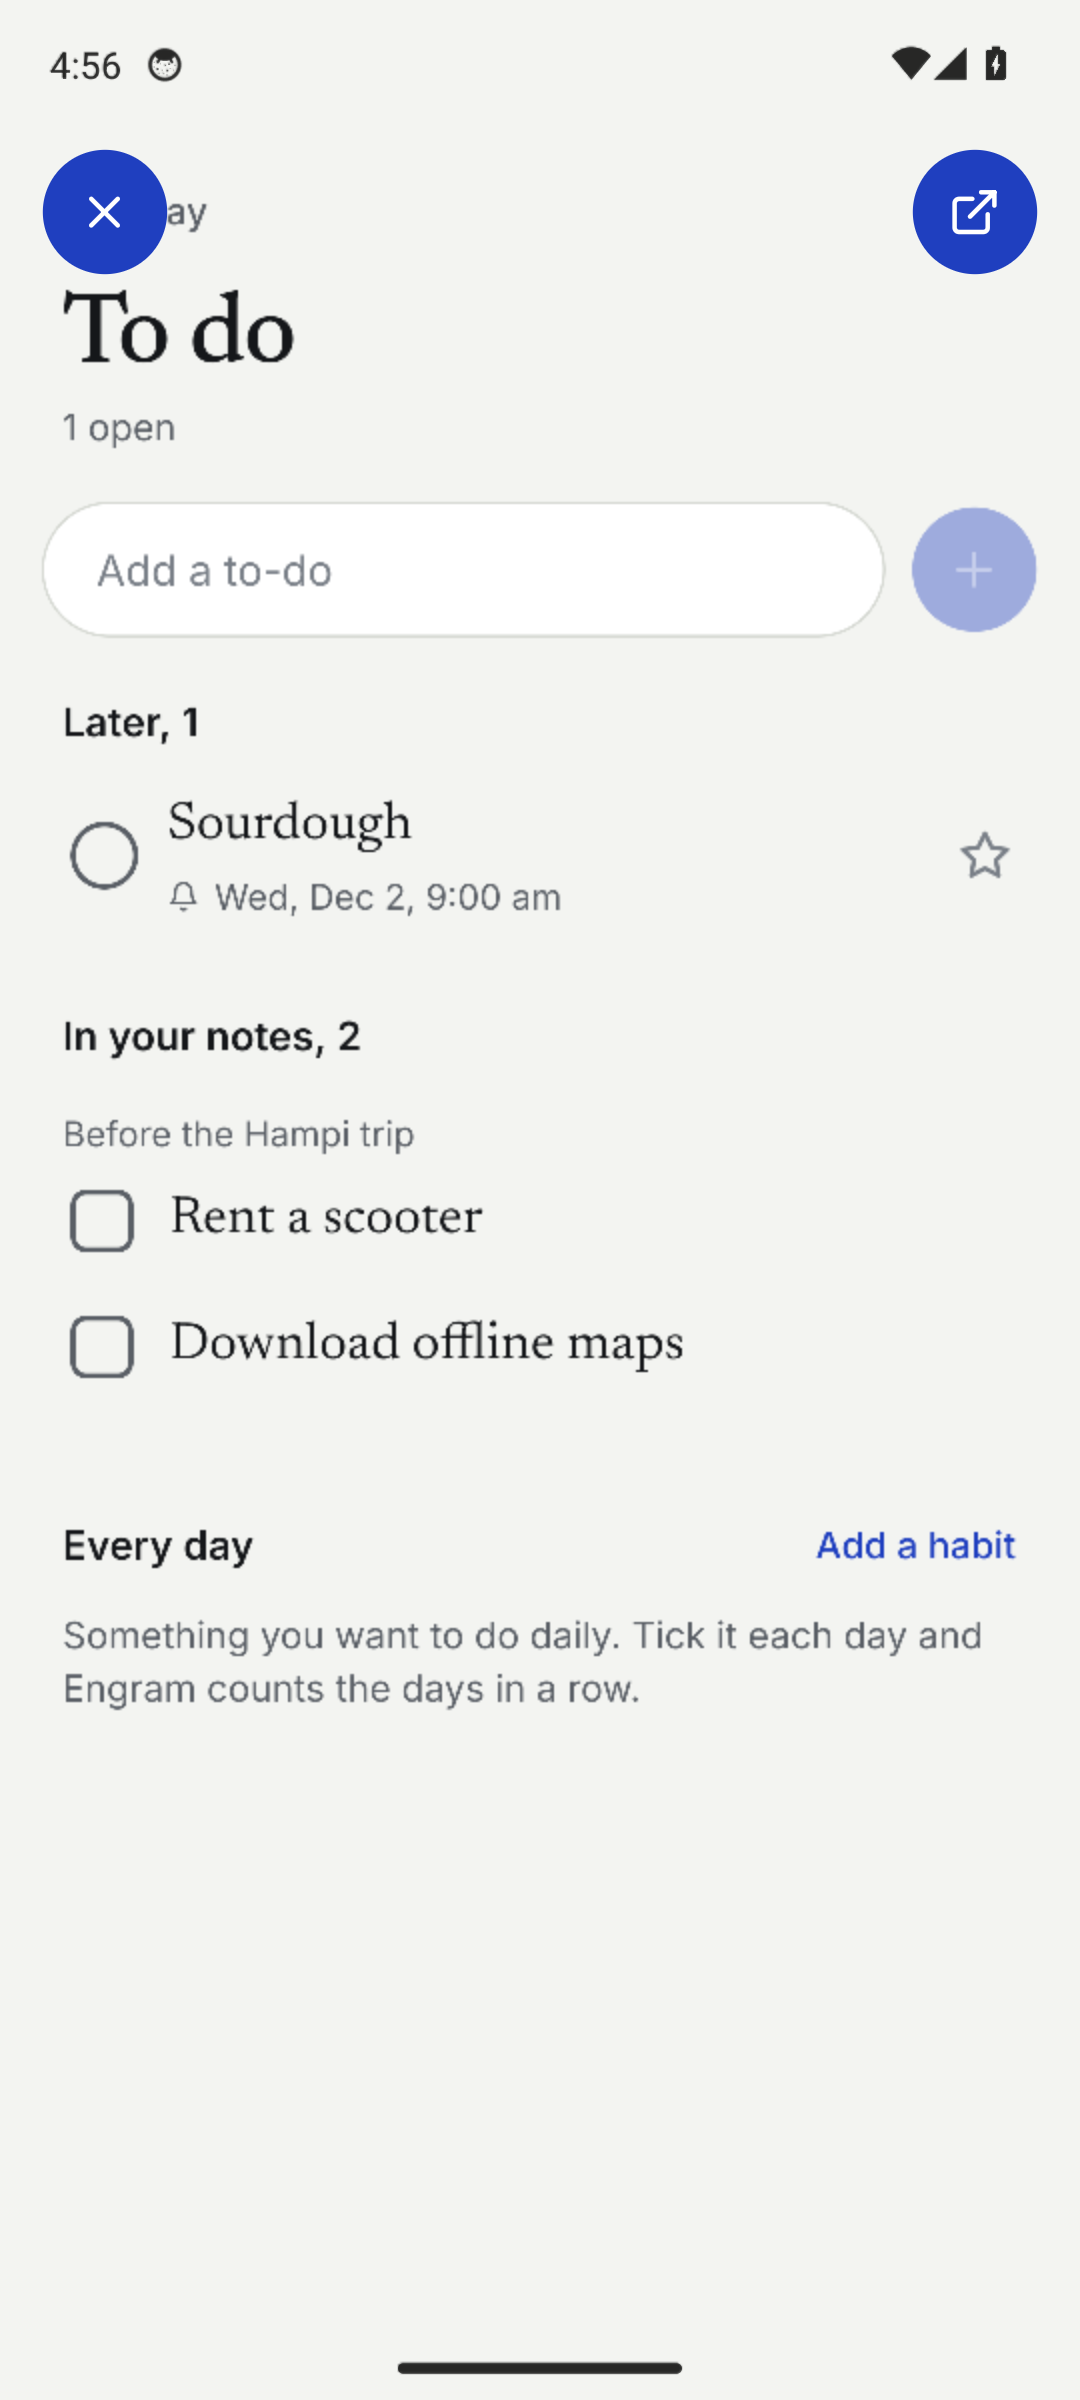 4:56
To do
1 open
Add a to-do
Later, 1
Sourdough
Wed, Dec 2, 9:00 am
In your notes, 2
Before the Hampi trip
Rent a scooter
Download offline maps
Every day
Add a habit
Something you want to do daily. Tick it each day and
Engram counts the days in a row.